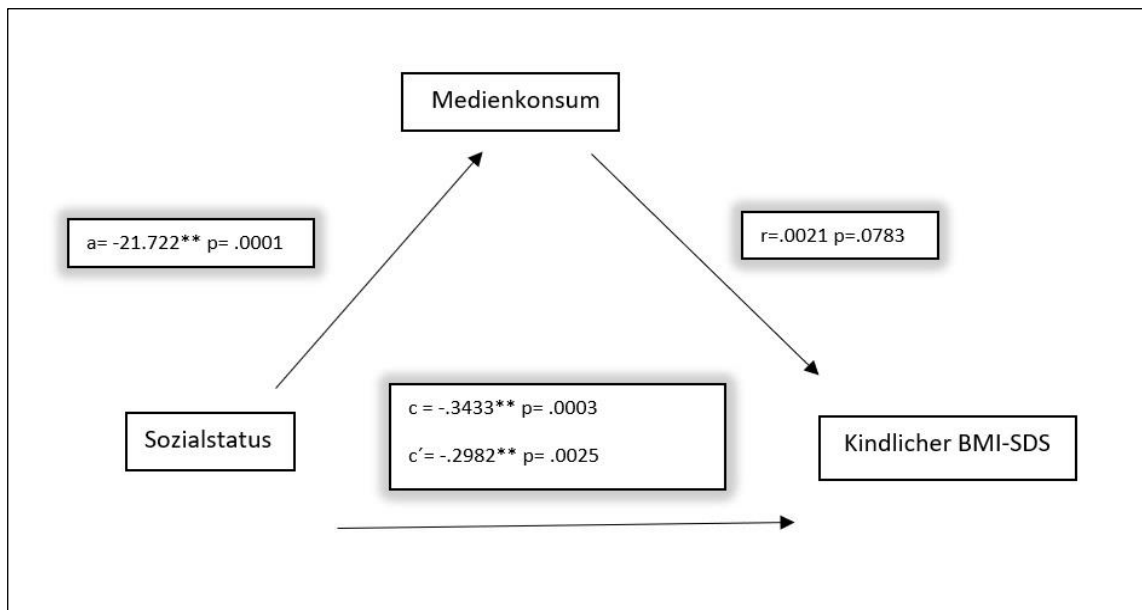 Medienkonsum
a= -21.722** p= .0001
r=.0021 p=.0783
c = -.3433** p= .0003
c´= -.2982** p= .0025
Sozialstatus
Kindlicher BMI-SDS